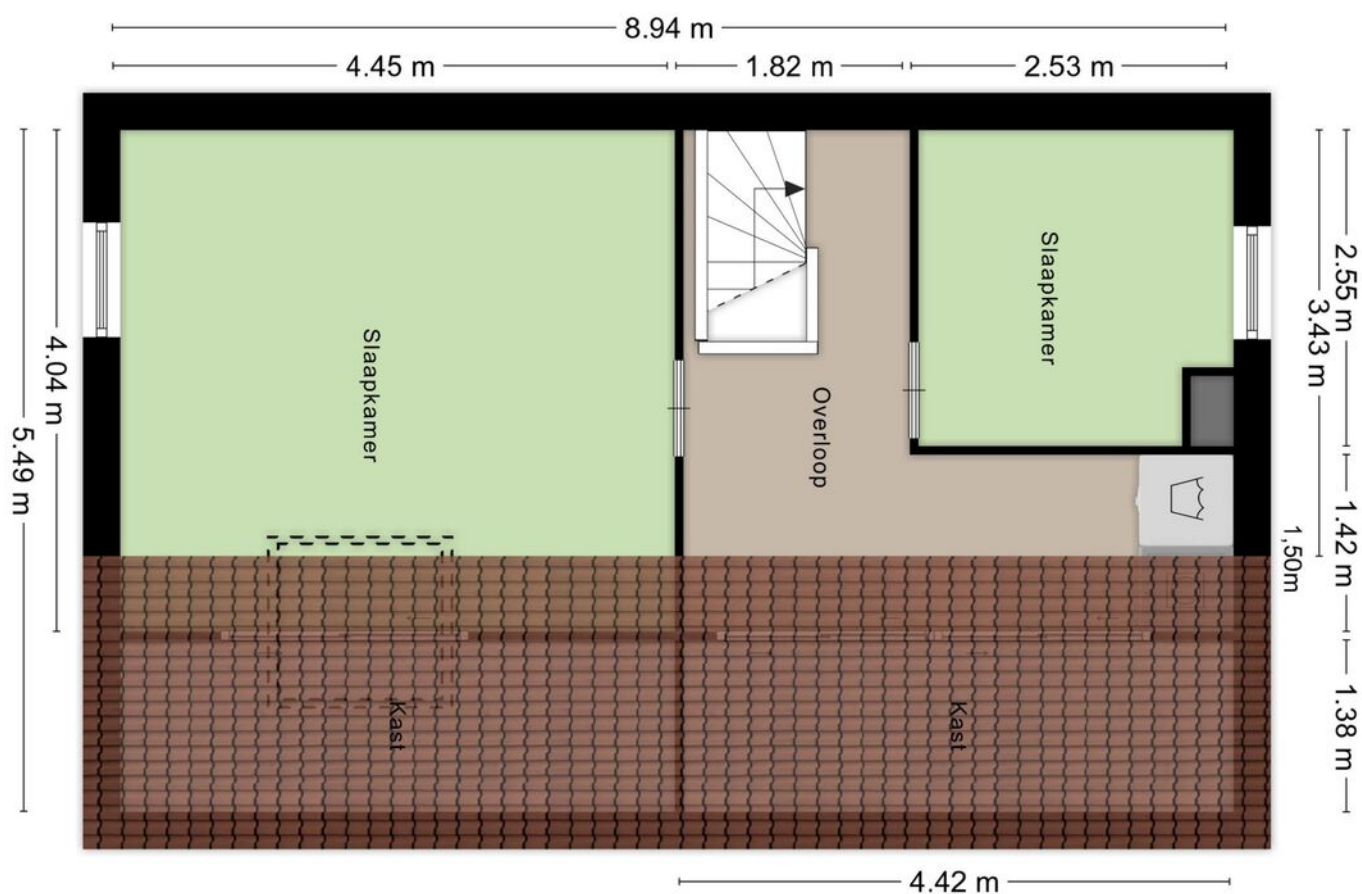 8.94 m
4.45 m
1.82 m
2.53 m
Slaapkamer
Slaapkamer
Overloop
4.04 m
5.49 m
2.55 m
3.43 m
1.42 m
1,50m
1.38 m
Kast
Kast
4.42 m